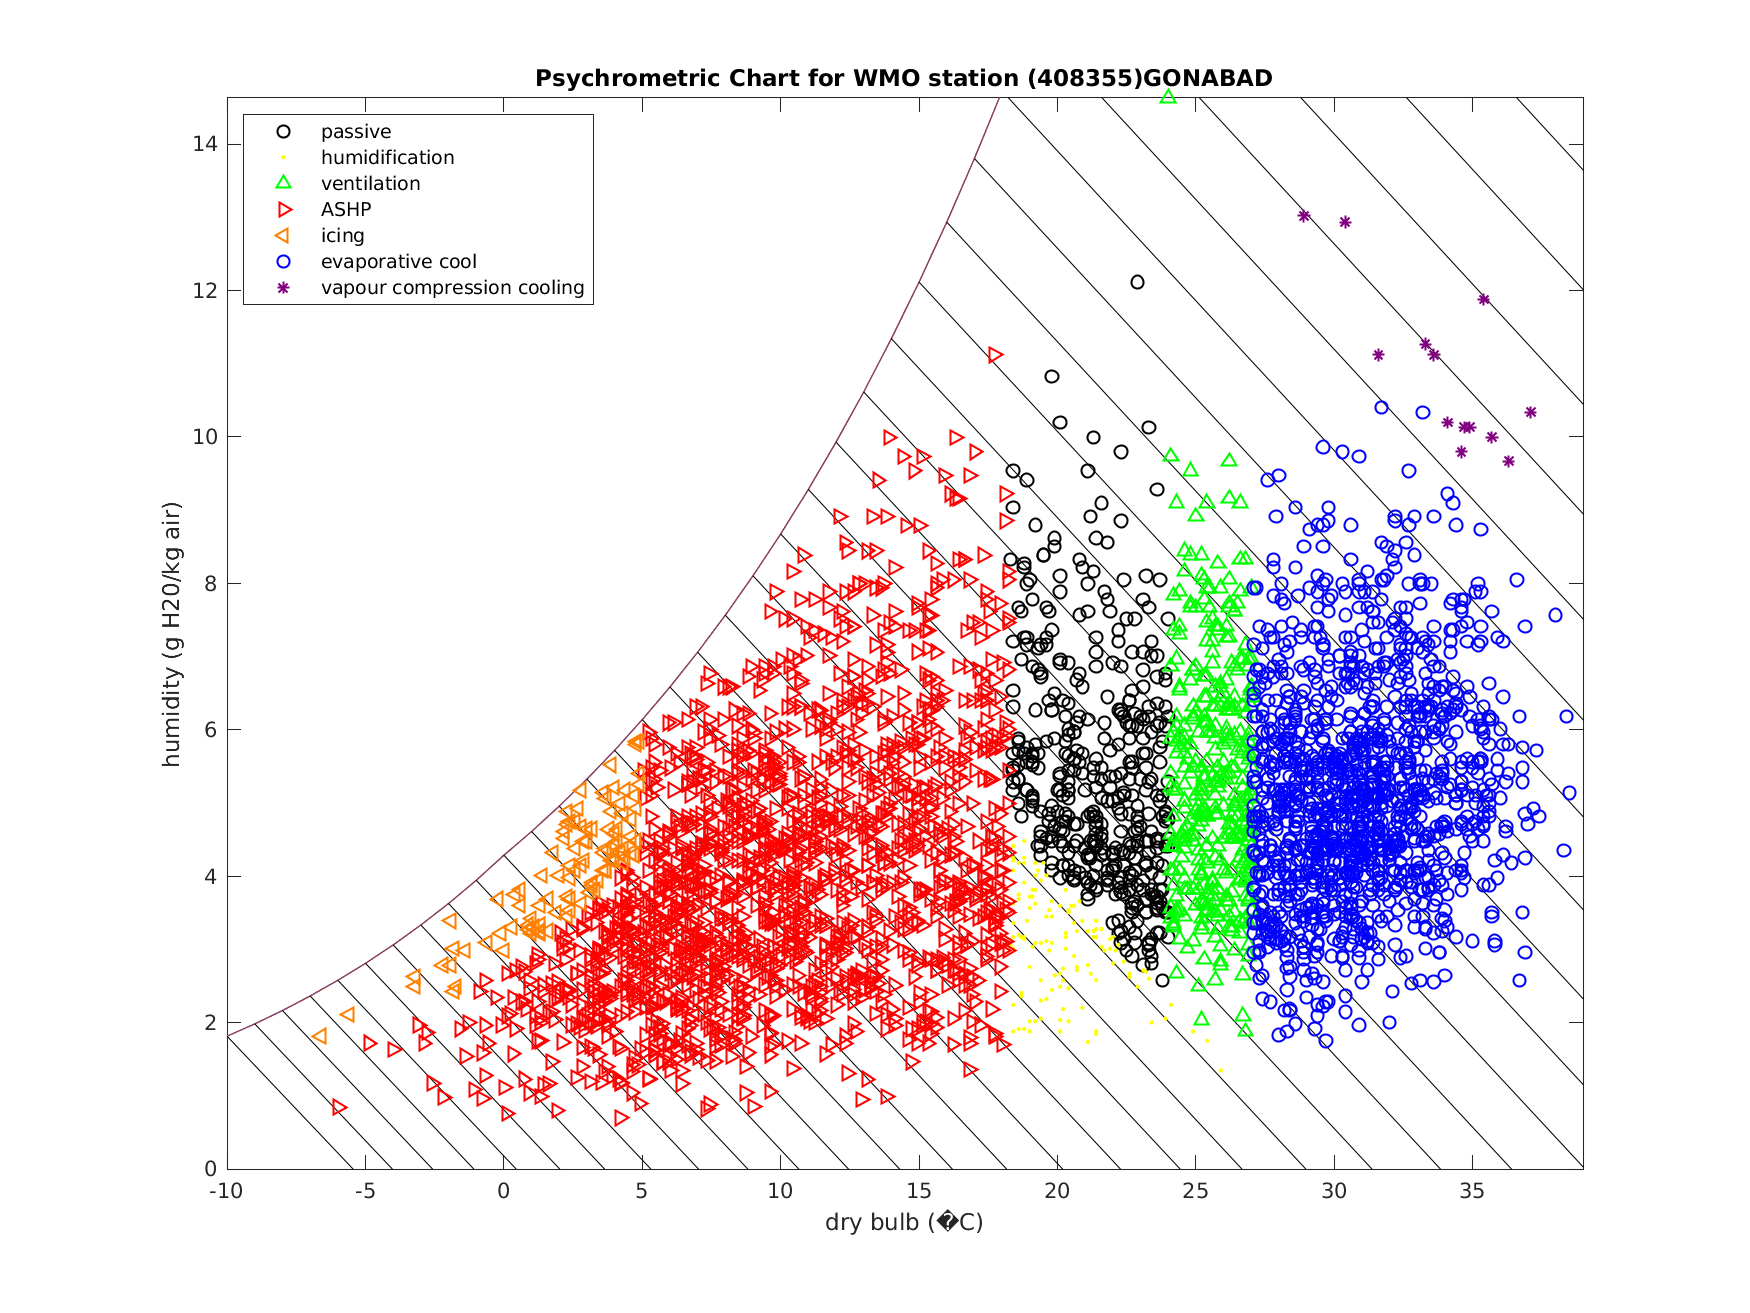 Psychrometric Chart for WMO station (408355)GONABAD
passive
humidification
ventilation
ASHP
icing
evaporative cool
vapour compression cooling
14
12
10
8
6
4
2
0
humidity (g H20/kg air)
-10 -5 0 5 10 15 20 25 30 35
dry bulb (�C)